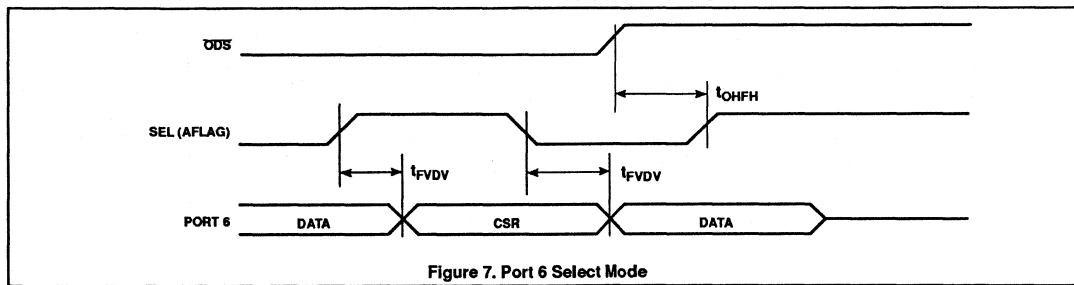 ODS
tOHFH
SEL (AFLAG)
tFVDV
tFVDV
PORT 6
DATA
CSR
DATA
Figure 7. Port 6 Select Mode